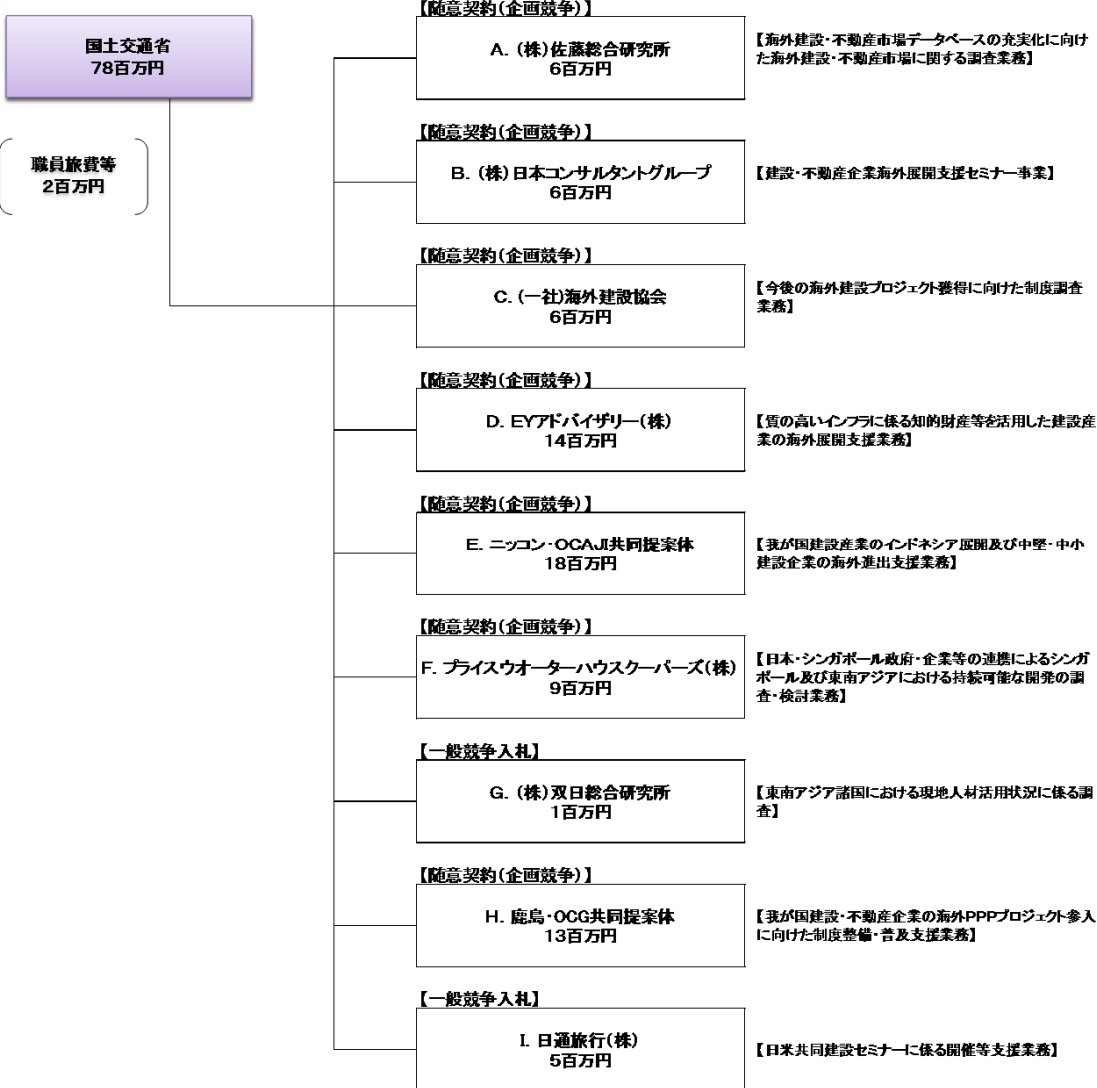 国土交通省
78百万円
職員旅費等
2百万円
【随意契約(企画競争)】
A. (株)佐藤総合研究所
6百万円
【海外建設・不動産市場データベースの充実化に向け
た海外建設・不動産市場に関する調査業務】
【随意契約(企画競争)】
B. (株)日本コンサルタントグループ
6百万円
【建設・不動産企業海外展開支援セミナー事業】
【随意契約(企画競争)】
C. (一社)海外建設協会
6百万円
【今後の海外建設プロジェクト獲得に向けた制度調査
業務】
【随意契約(企画競争)】
D. EYアドバイザリー(株)
14百万円
【質の高いインフラに係る知的財産等を活用した建設産
業の海外展開支援業務】
【随意契約(企画競争)】
E. ニッコン・OCAJI共同提案体
18百万円
【我が国建設産業のインドネシア展開及び中堅・中小
建設企業の海外進出支援業務】
【随意契約(企画競争)】
F. プライスウオーターハウスクーパーズ(株)
9百万円
【日本・シンガポール政府・企業等の連携によるシンガ
ポール及び東南アジアにおける持続可能な開発の調
査・検討業務】
【一般競争入札】
G. (株)双日総合研究所
1百万円
【東南アジア諸国における現地人材活用状況に係る調
査】
【随意契約(企画競争)】
H. 鹿島・OCG共同提案体
13百万円
【我が国建設・不動産企業の海外PPPプロジェクト参入
に向けた制度整備・普及支援業務】
【一般競争入札】
I. 日通旅行(株)
5百万円
【日米共同建設セミナーに係る開催等支援業務】